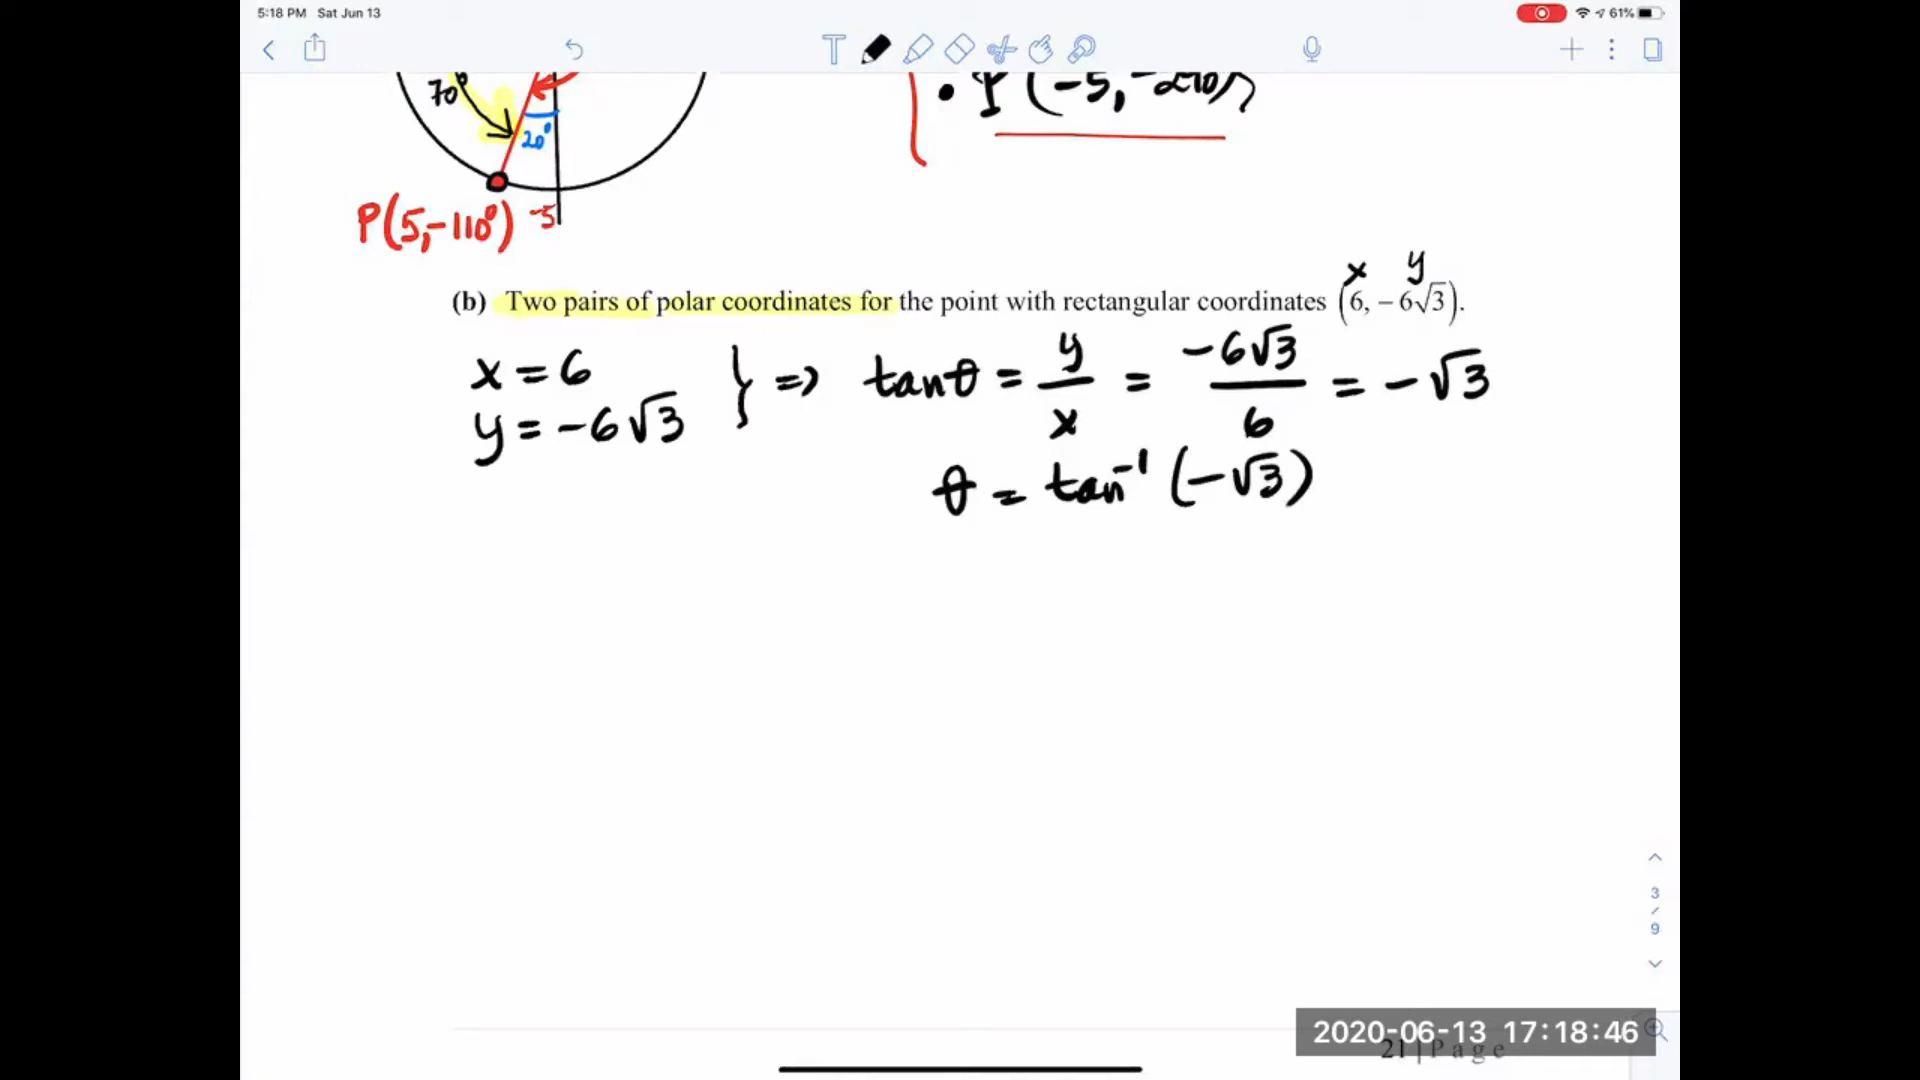 5:18 PM Sat Jun 13
61%
70°
20°
P(5,-110°) -5
x y
(b) Two pairs of polar coordinates for the point with rectangular coordinates (6, -6√3).
x = 6
y = -6√3
} => tanθ = y/x = -6√3/6 = -√3
θ = tan⁻¹ (-√3)
3
/
9
2020-06-13 17:18:46
21 | P a g e